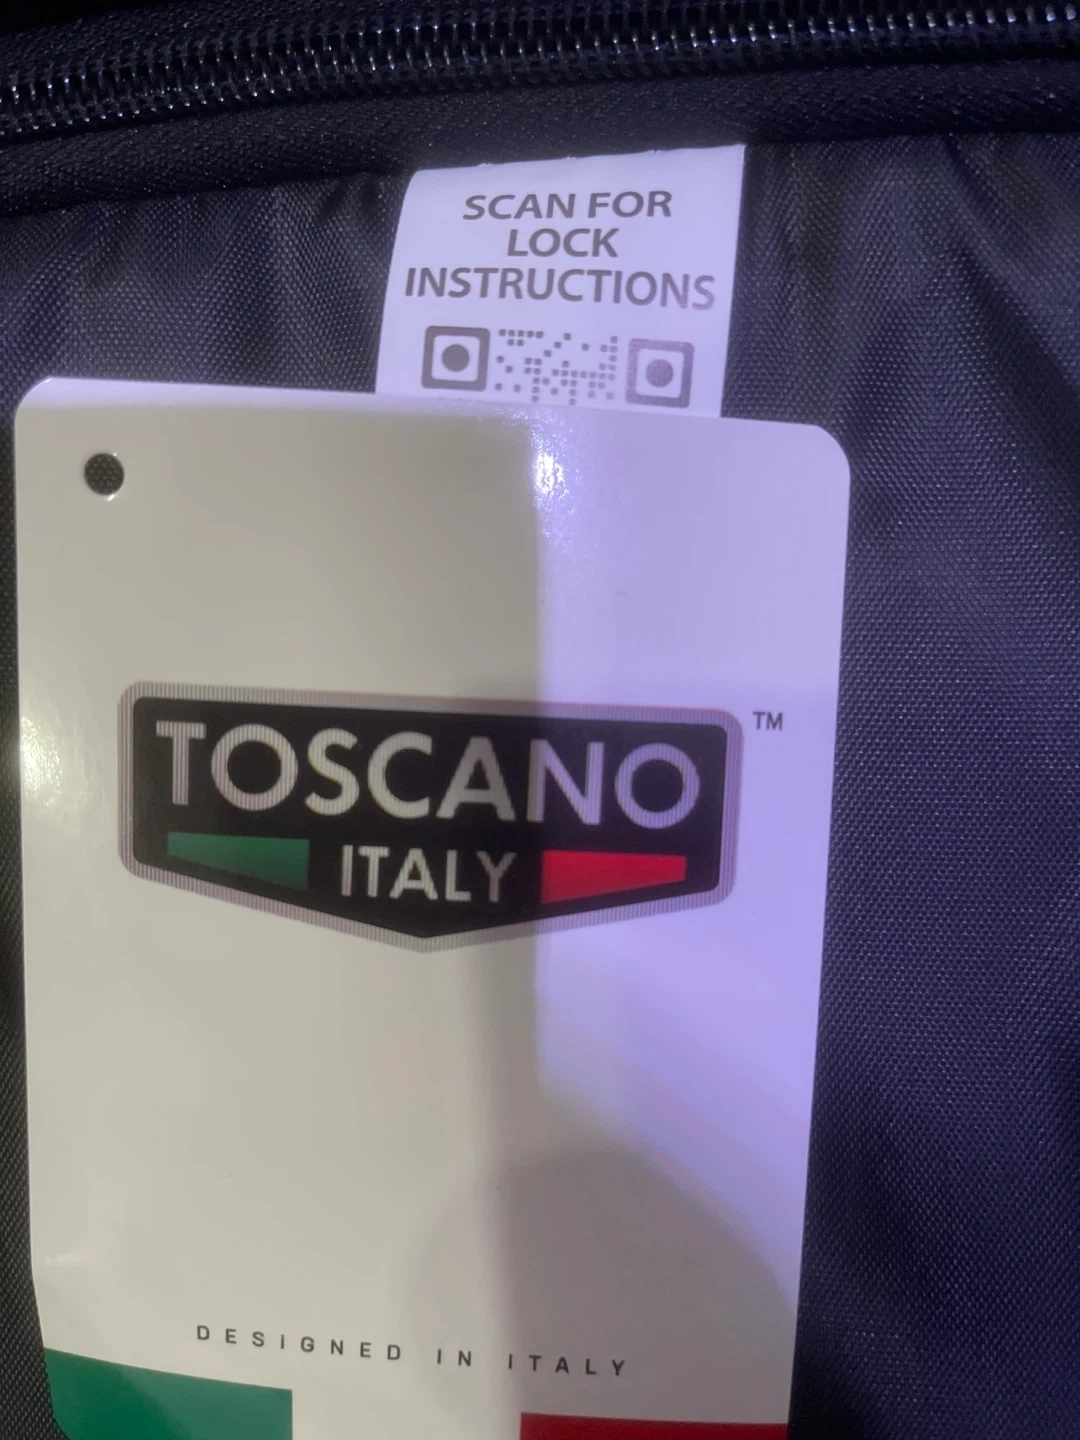 SCAN FOR
LOCK
INSTRUCTIONS
TOSCANO
TM
ITALY
DESIGNED IN ITALY